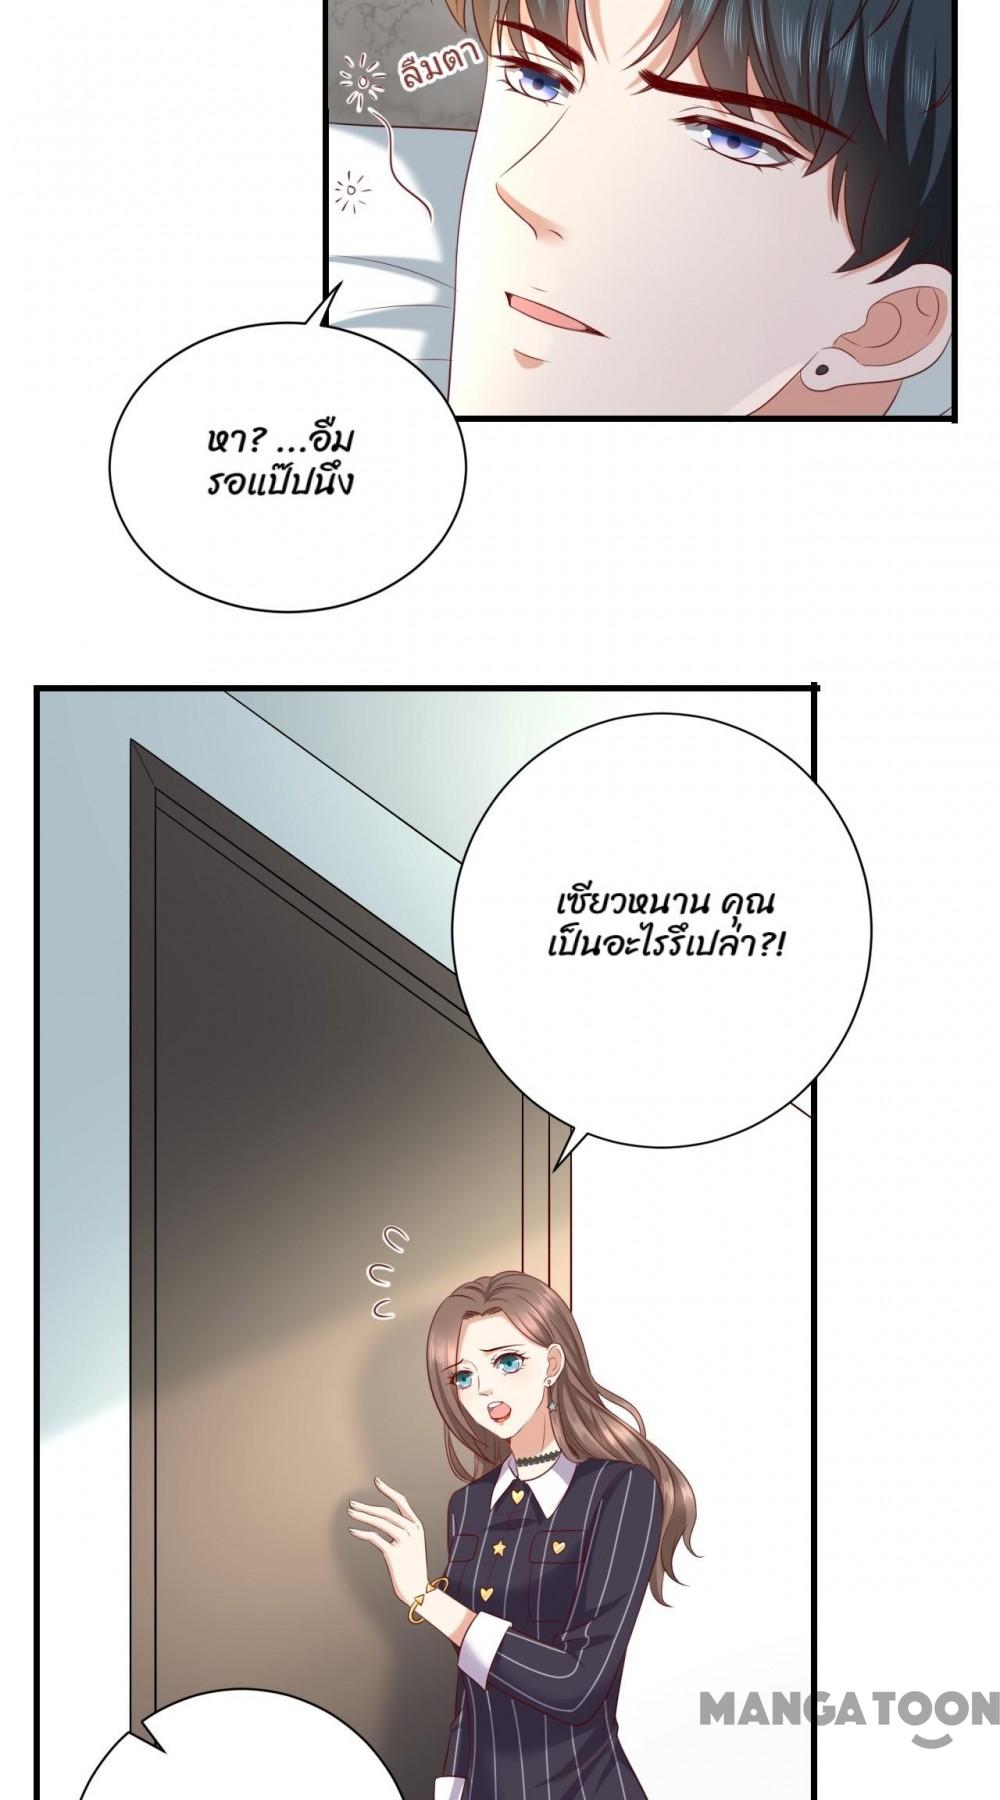 ลืมตา
หา? ...อืม
รอแป๊ปนึง
เซียวหนาน คุณ
เป็นอะไรรึเปล่า?!
MANGATOON